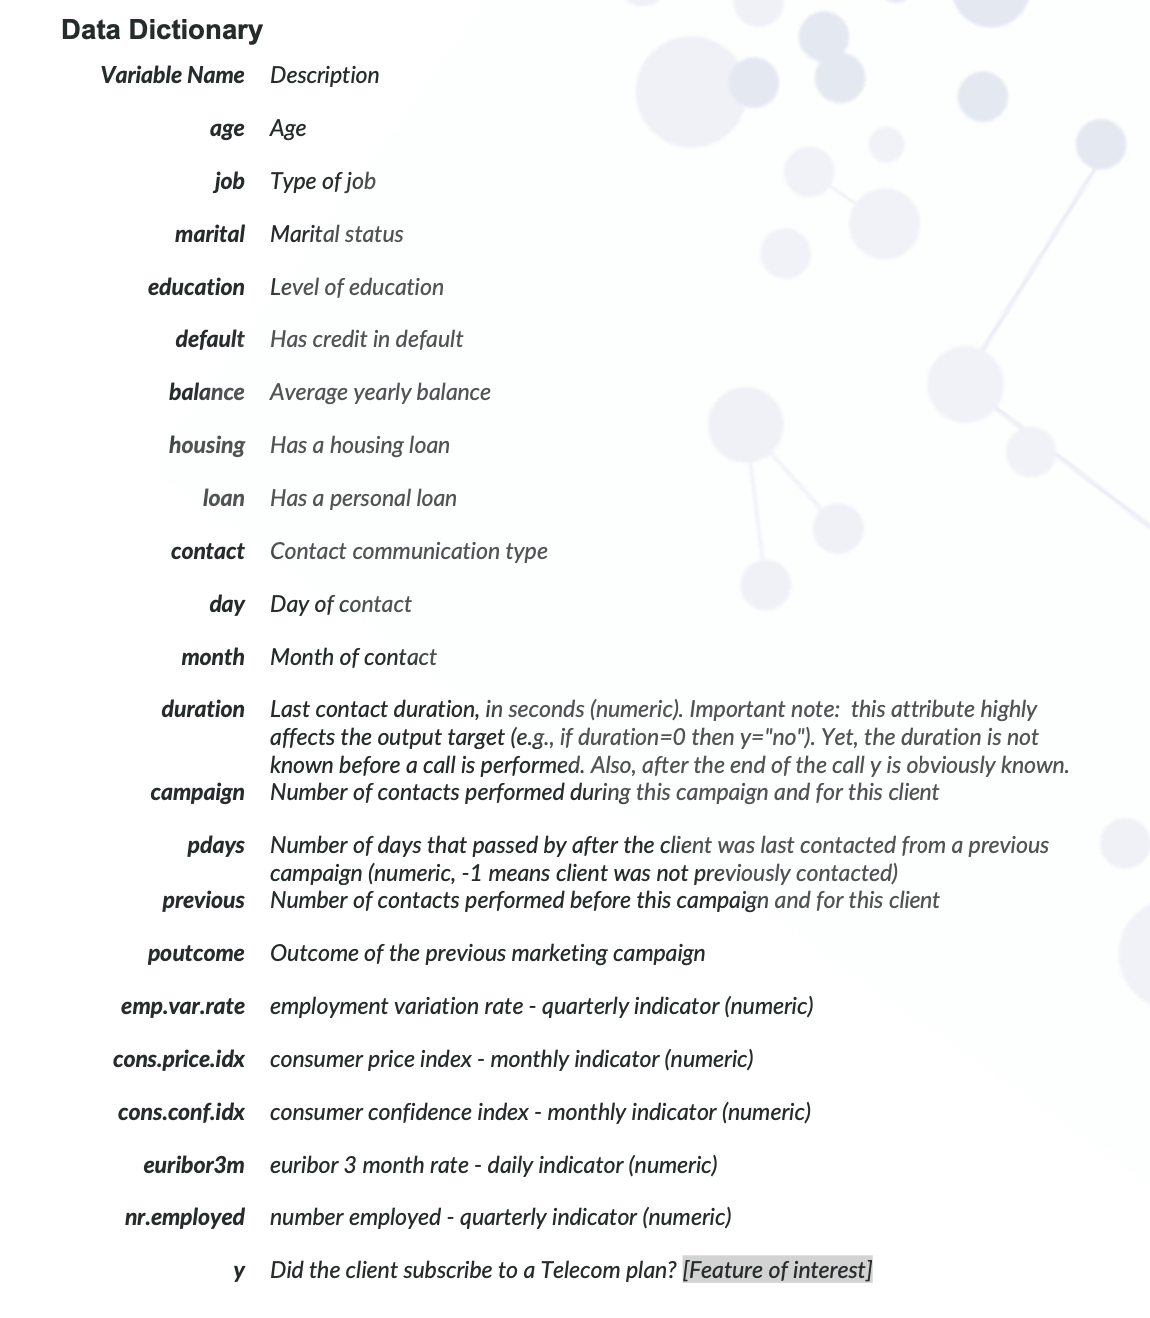 Data Dictionary
Variable Name Description
age Age
job Type of job
marital Marital status
education Level of education
default Has credit in default
balance Average yearly balance
housing Has a housing loan
loan Has a personal loan
contact Contact communication type
day Day of contact
month Month of contact
duration Last contact duration, in seconds (numeric). Important note:  this attribute highly
affects the output target (e.g., if duration=0 then y="no"). Yet, the duration is not
known before a call is performed. Also, after the end of the call y is obviously known.
campaign Number of contacts performed during this campaign and for this client
pdays Number of days that passed by after the client was last contacted from a previous
campaign (numeric, -1 means client was not previously contacted)
previous Number of contacts performed before this campaign and for this client
poutcome Outcome of the previous marketing campaign
emp.var.rate employment variation rate - quarterly indicator (numeric)
cons.price.idx consumer price index - monthly indicator (numeric)
cons.conf.idx consumer confidence index - monthly indicator (numeric)
euribor3m euribor 3 month rate - daily indicator (numeric)
nr.employed number employed - quarterly indicator (numeric)
y Did the client subscribe to a Telecom plan? [Feature of interest]